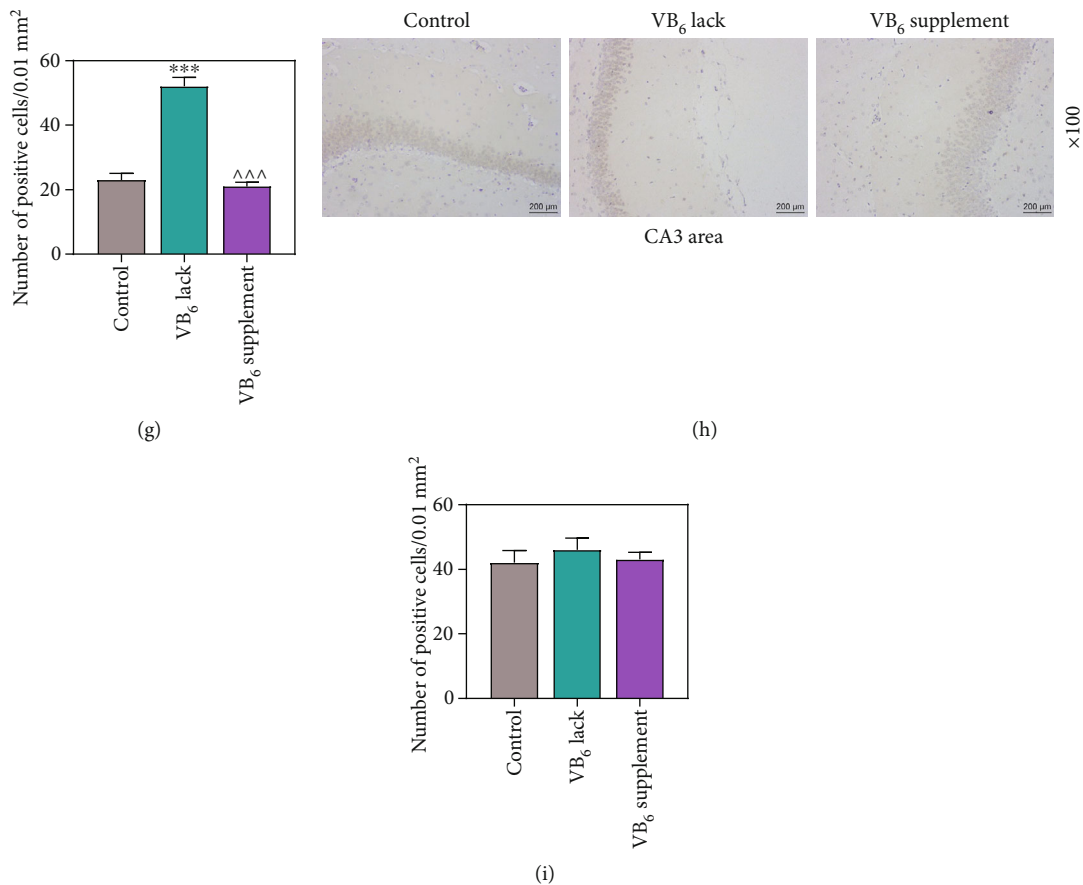 Number of positive cells/0.01 mm²
60
40
20
0
***
^^^
Control
VB₆ lack
VB₆ supplement
(g)
Control
VB₆ lack
VB₆ supplement
200 μm
200 μm
200 μm
×100
CA3 area
(h)
Number of positive cells/0.01 mm²
60
40
20
0
Control
VB₆ lack
VB₆ supplement
(i)